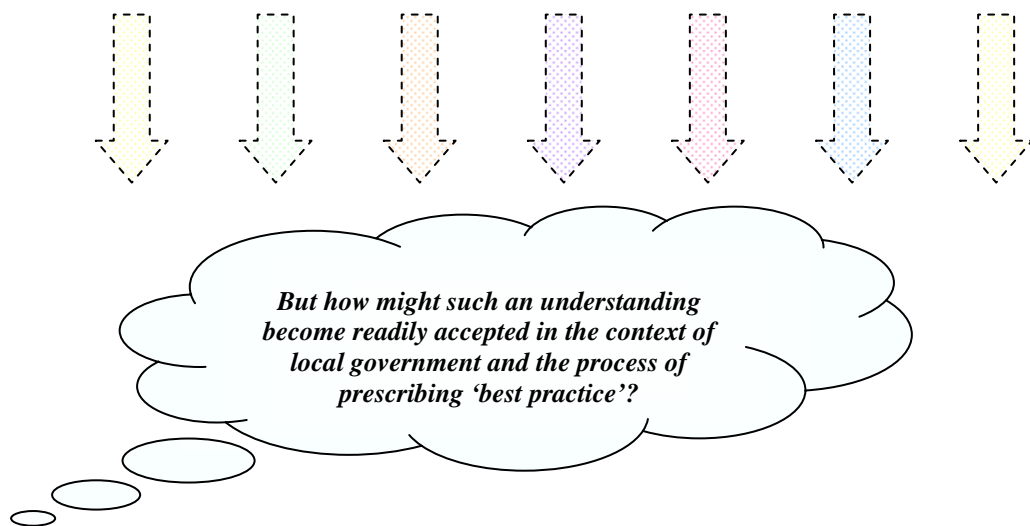 But how might such an understanding
become readily accepted in the context of
local government and the process of
prescribing ‘best practice’?